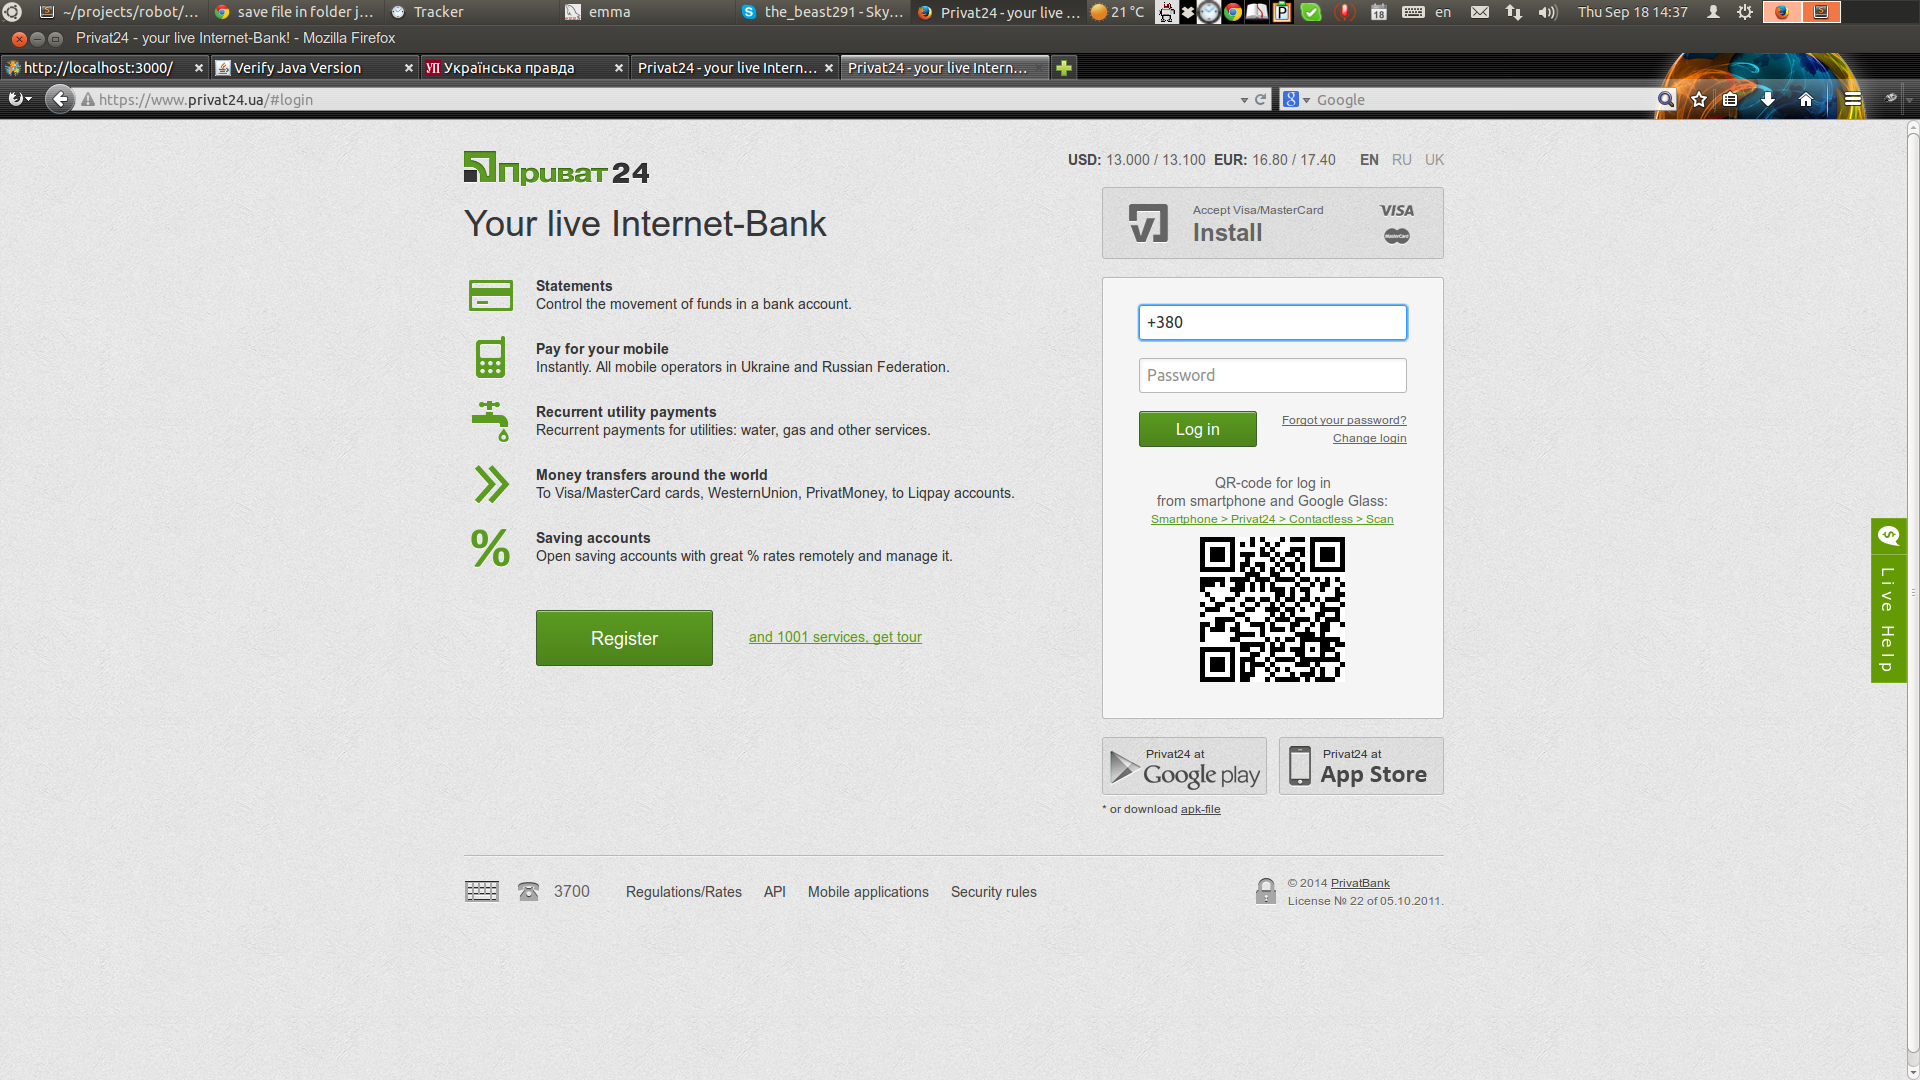 ~/projects/robot/...
save file in folder j...
Tracker
emma
the_beast291 - Sky...
Privat24 - your live ...
21 °C
18
en
Thu Sep 18 14:37
Privat24 - your live Internet-Bank! - Mozilla Firefox
http://localhost:3000/
Verify Java Version
УП Українська правда
Privat24 - your live Intern...
Privat24 - your live Intern...
https://www.privat24.ua/#login
Google
Приват24
USD: 13.000 / 13.100 EUR: 16.80 / 17.40
EN RU UK
Your live Internet-Bank
Accept Visa/MasterCard
Install
VISA
MasterCard
Statements
Control the movement of funds in a bank account.
Pay for your mobile
Instantly. All mobile operators in Ukraine and Russian Federation.
Recurrent utility payments
Recurrent payments for utilities: water, gas and other services.
Money transfers around the world
To Visa/MasterCard cards, WesternUnion, PrivatMoney, to Liqpay accounts.
Saving accounts
Open saving accounts with great % rates remotely and manage it.
Register
and 1001 services, get tour
+380
Password
Log in
Forgot your password?
Change login
QR-code for log in
from smartphone and Google Glass:
Smartphone > Privat24 > Contactless > Scan
Live Help
Privat24 at
Google play
Privat24 at
App Store
* or download apk-file
3700
Regulations/Rates
API
Mobile applications
Security rules
© 2014 PrivatBank
License № 22 of 05.10.2011.